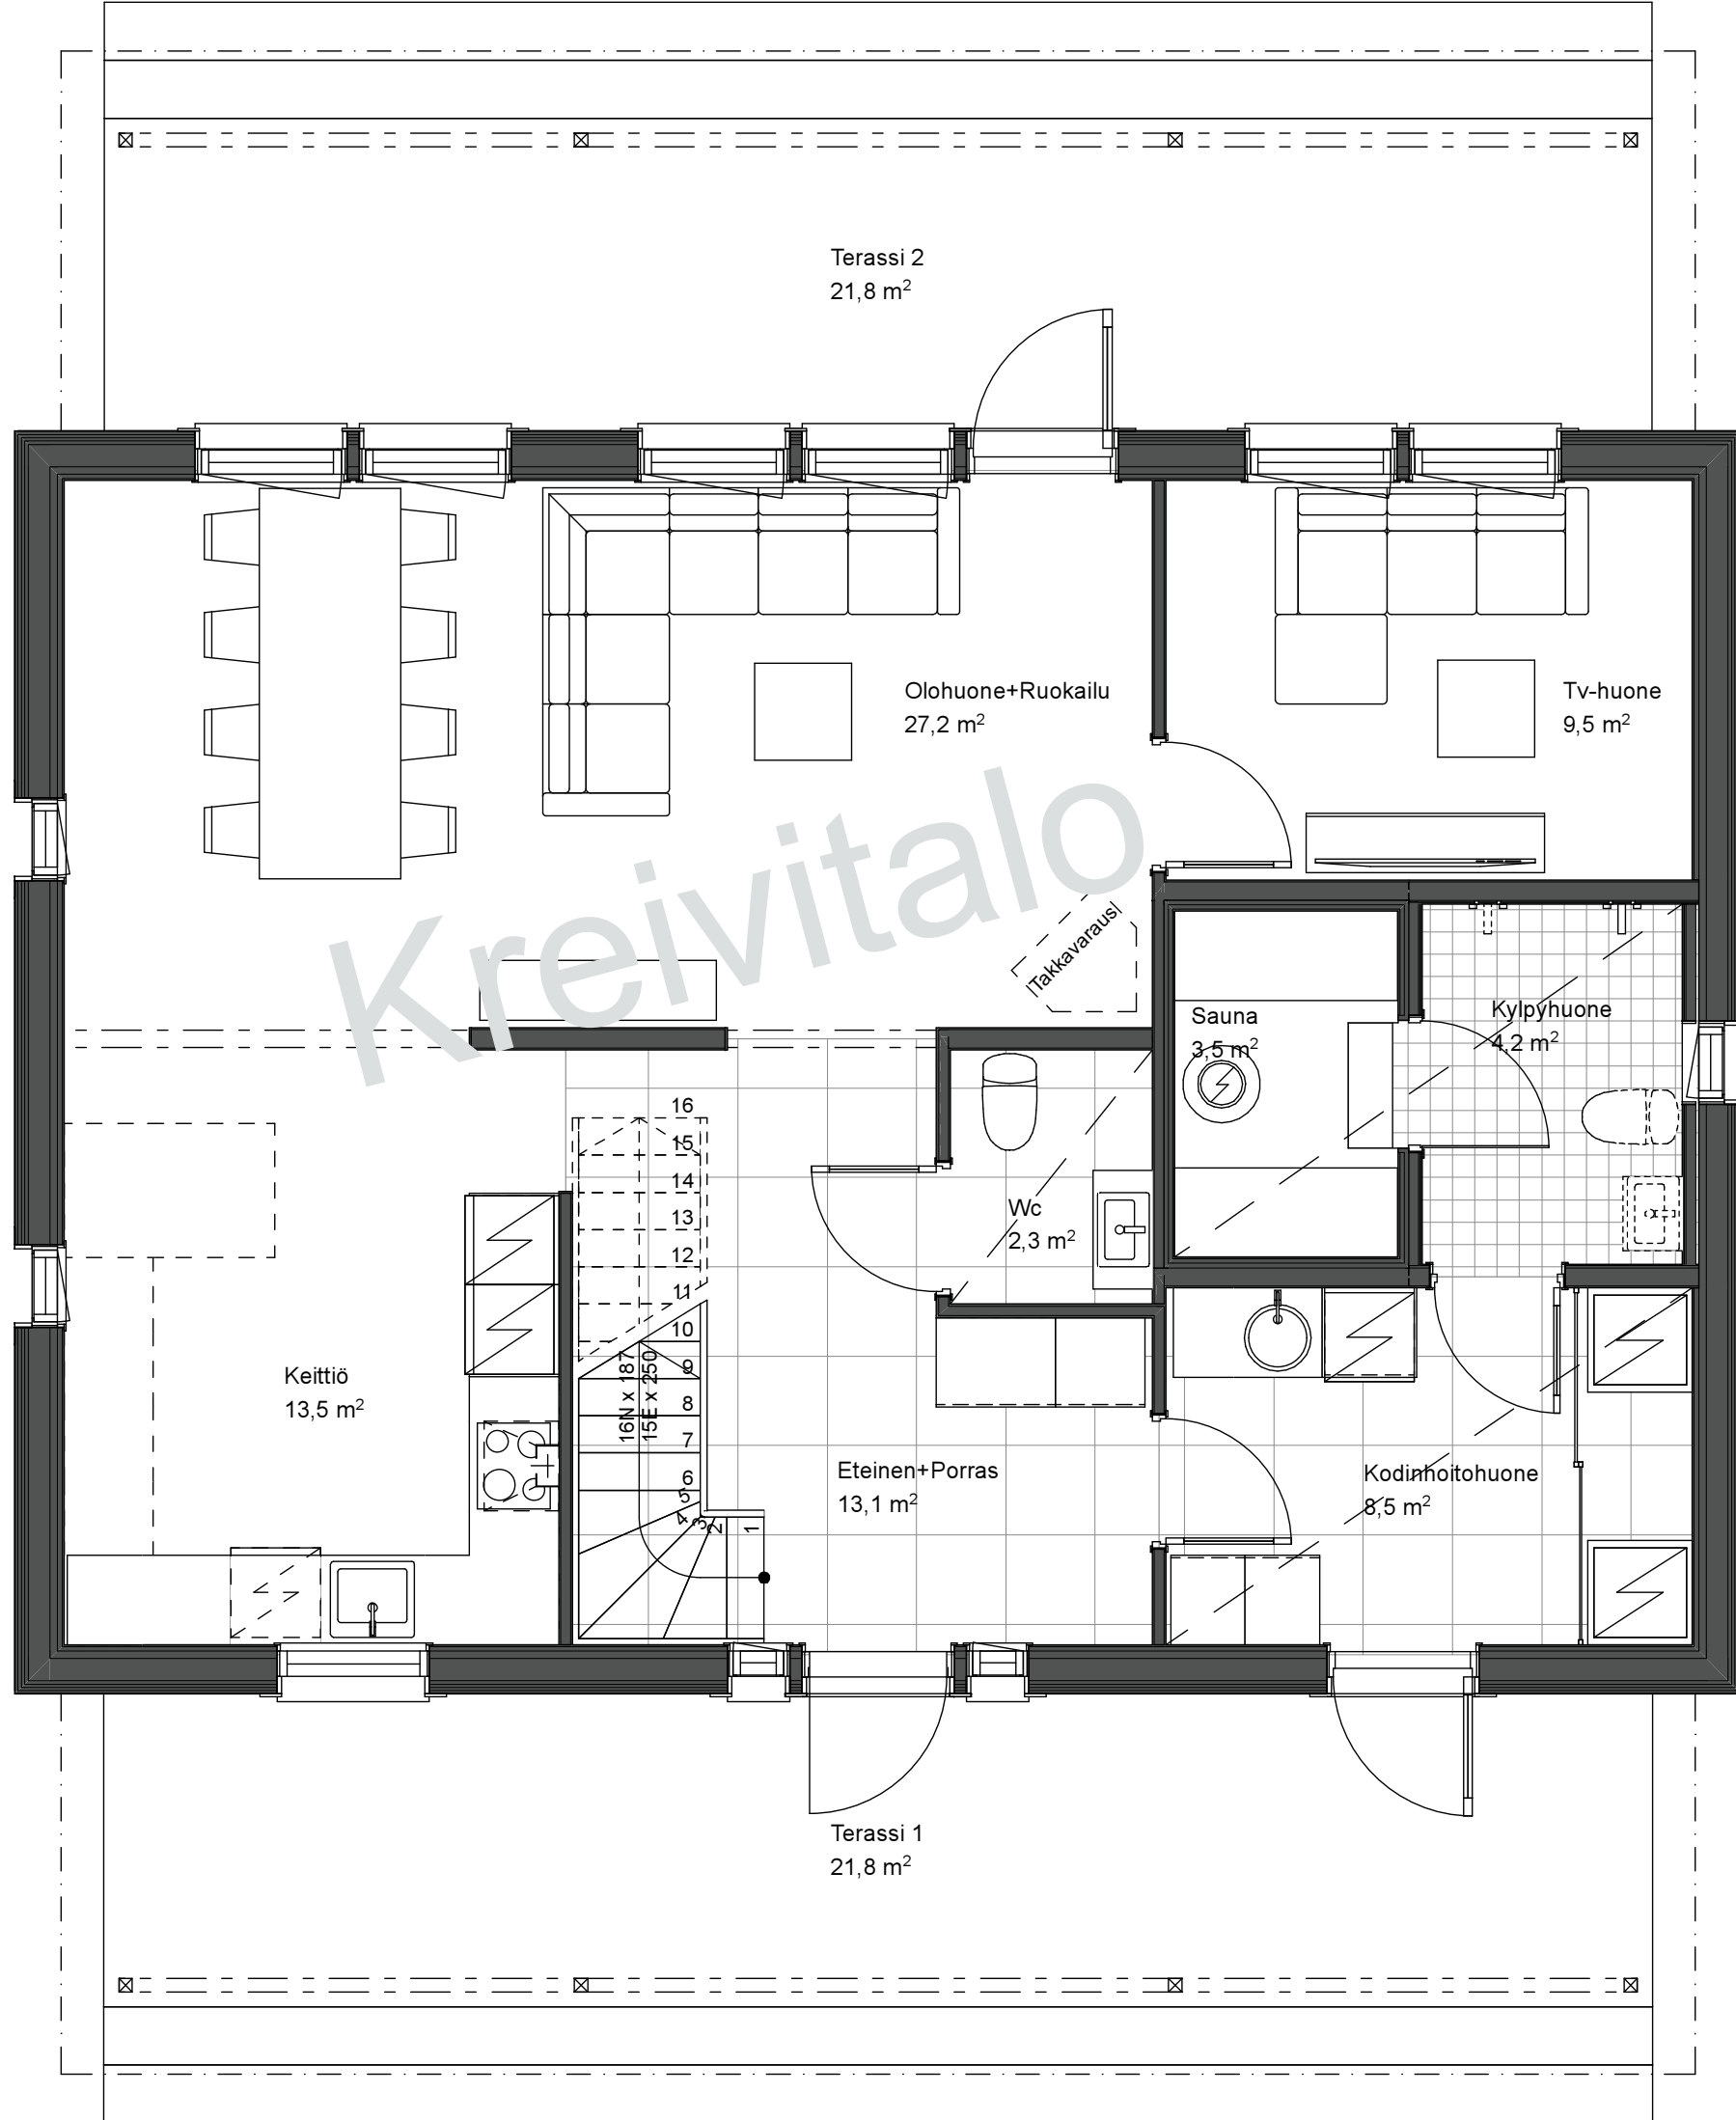 Terassi 2
21,8 m²
Olohuone+Ruokailu
27,2 m²
Tv-huone
9,5 m²
Kreivitalo
Takkavaraus
Sauna
3,5 m²
Kylpyhuone
4,2 m²
Wc
2,3 m²
16
15
14
13
12
11
10
9
8
7
6
5
4
3
2
1
16N x 187
15E x 250
Keittiö
13,5 m²
Eteinen+Porras
13,1 m²
Kodinhoitohuone
8,5 m²
Terassi 1
21,8 m²